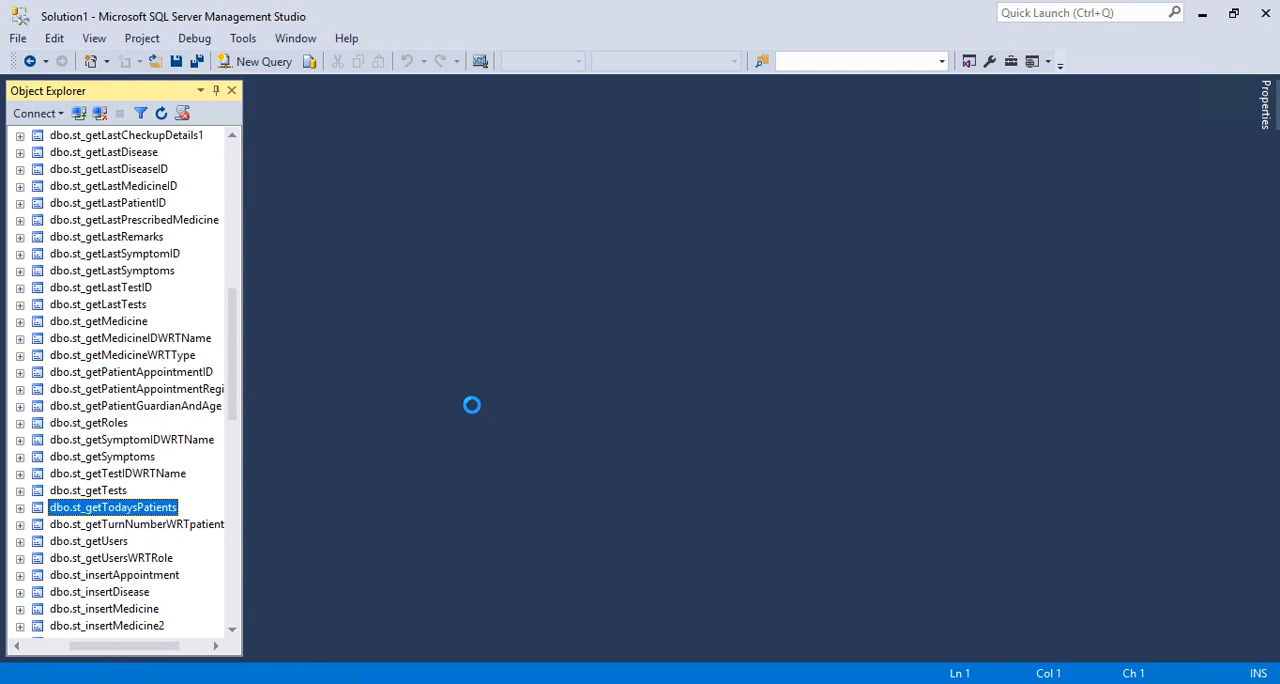 Solution1 - Microsoft SQL Server Management Studio
Quick Launch (Ctrl+Q)
File Edit View Project Debug Tools Window Help
New Query
Object Explorer
Connect
dbo.st_getLastCheckupDetails1
dbo.st_getLastDisease
dbo.st_getLastDiseaseID
dbo.st_getLastMedicineID
dbo.st_getLastPatientID
dbo.st_getLastPrescribedMedicine
dbo.st_getLastRemarks
dbo.st_getLastSymptomID
dbo.st_getLastSymptoms
dbo.st_getLastTestID
dbo.st_getLastTests
dbo.st_getMedicine
dbo.st_getMedicineIDWRTName
dbo.st_getMedicineWRTType
dbo.st_getPatientAppointmentID
dbo.st_getPatientAppointmentRegi
dbo.st_getPatientGuardianAndAge
dbo.st_getRoles
dbo.st_getSymptomIDWRTName
dbo.st_getSymptoms
dbo.st_getTestIDWRTName
dbo.st_getTests
dbo.st_getTodaysPatients
dbo.st_getTurnNumberWRTpatient
dbo.st_getUsers
dbo.st_getUsersWRTRole
dbo.st_insertAppointment
dbo.st_insertDisease
dbo.st_insertMedicine
dbo.st_insertMedicine2
Properties
Ln 1 Col 1 Ch 1 INS